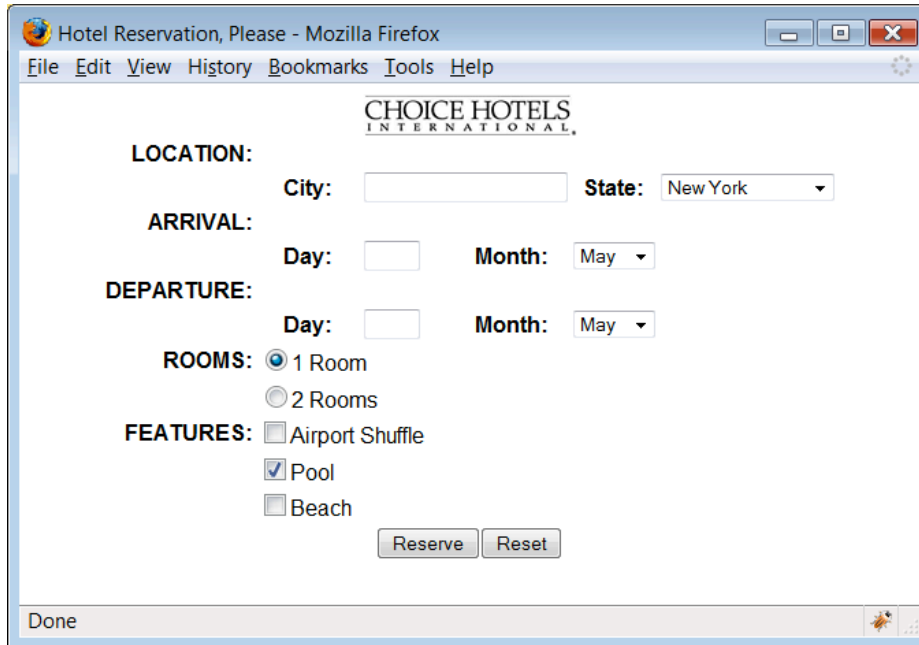 Hotel Reservation, Please - Mozilla Firefox
File Edit View History Bookmarks Tools Help
CHOICE HOTELS
INTERNATIONAL.
LOCATION:
City: State: New York
ARRIVAL:
Day: Month: May
DEPARTURE:
Day: Month: May
ROOMS: 1 Room
2 Rooms
FEATURES: Airport Shuffle
Pool
Beach
Reserve Reset
Done